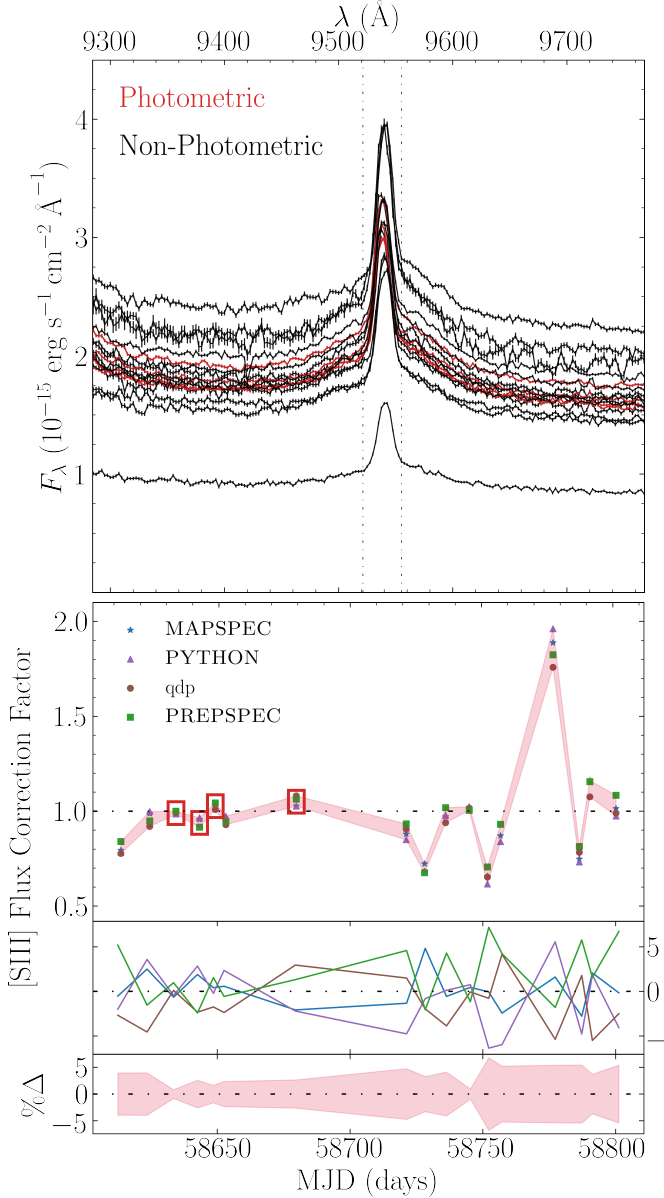 λ (Å)
9300 9400 9500 9600 9700
Photometric
Non-Photometric
4
3
2
1
F_λ (10⁻¹⁵ erg s⁻¹ cm⁻² Å⁻¹)
MAPSPEC
PYTHON
qdp
PREPSPEC
2.0
1.5
1.0
0.5
[SIII] Flux Correction Factor
5
0
−
5
0
−5
%Δ
58650 58700 58750 58800
MJD (days)